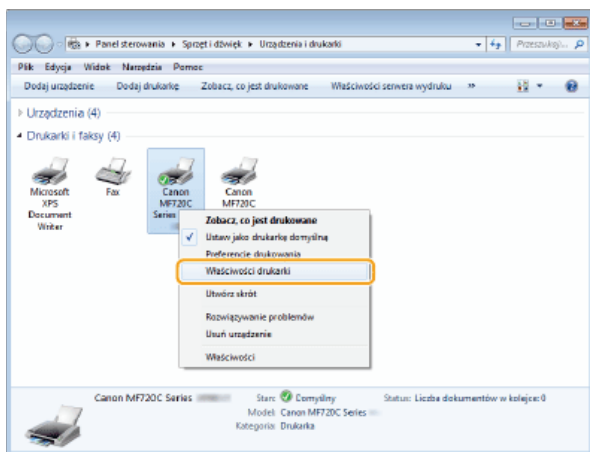 Panel sterowania ▸ Sprzęt i dźwięk ▸ Urządzenia i drukarki
Przeszukaj...
Plik Edycja Widok Narzędzia Pomoc
Dodaj urządzenie Dodaj drukarkę Zobacz, co jest drukowane Właściwości serwera wydruku »
Urządzenia (4)
Drukarki i faksy (4)
Microsoft XPS Document Writer
Fax
Canon MF720C Series
Canon MF720C
Zobacz, co jest drukowane
Ustaw jako drukarkę domyślną
Preferencje drukowania
Właściwości drukarki
Utwórz skrót
Rozwiązywanie problemów
Usuń urządzenie
Właściwości
Canon MF720C Series Stan: Domyślny Status: Liczba dokumentów w kolejce: 0
Model: Canon MF720C Series
Kategoria: Drukarka